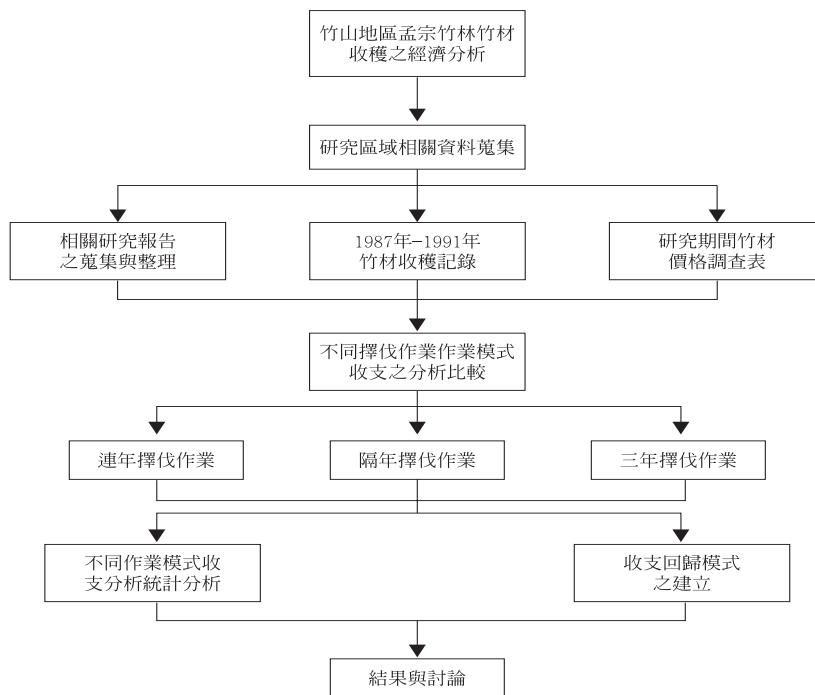 竹山地區孟宗竹林竹材
收穫之經濟分析
研究區域相關資料蒐集
相關研究報告
之蒐集與整理
1987年–1991年
竹材收穫記錄
研究期間竹材
價格調查表
不同擇伐作業作業模式
收支之分析比較
連年擇伐作業
隔年擇伐作業
三年擇伐作業
不同作業模式收
支分析統計分析
收支回歸模式
之建立
結果與討論